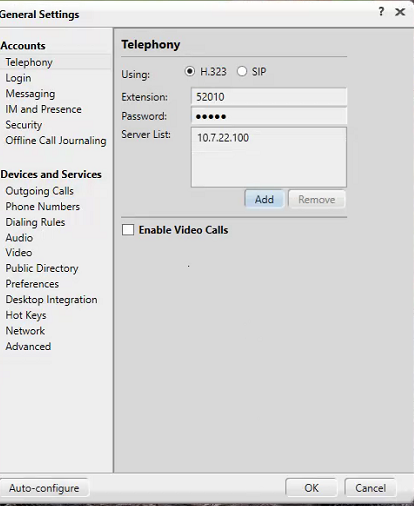 General Settings
?
Accounts
Telephony
Login
Messaging
IM and Presence
Security
Offline Call Journaling
Devices and Services
Outgoing Calls
Phone Numbers
Dialing Rules
Audio
Video
Public Directory
Preferences
Desktop Integration
Hot Keys
Network
Advanced
Telephony
Using: H.323 SIP
Extension: 52010
Password: •••••
Server List: 10.7.22.100
Add Remove
Enable Video Calls
Auto-configure OK Cancel